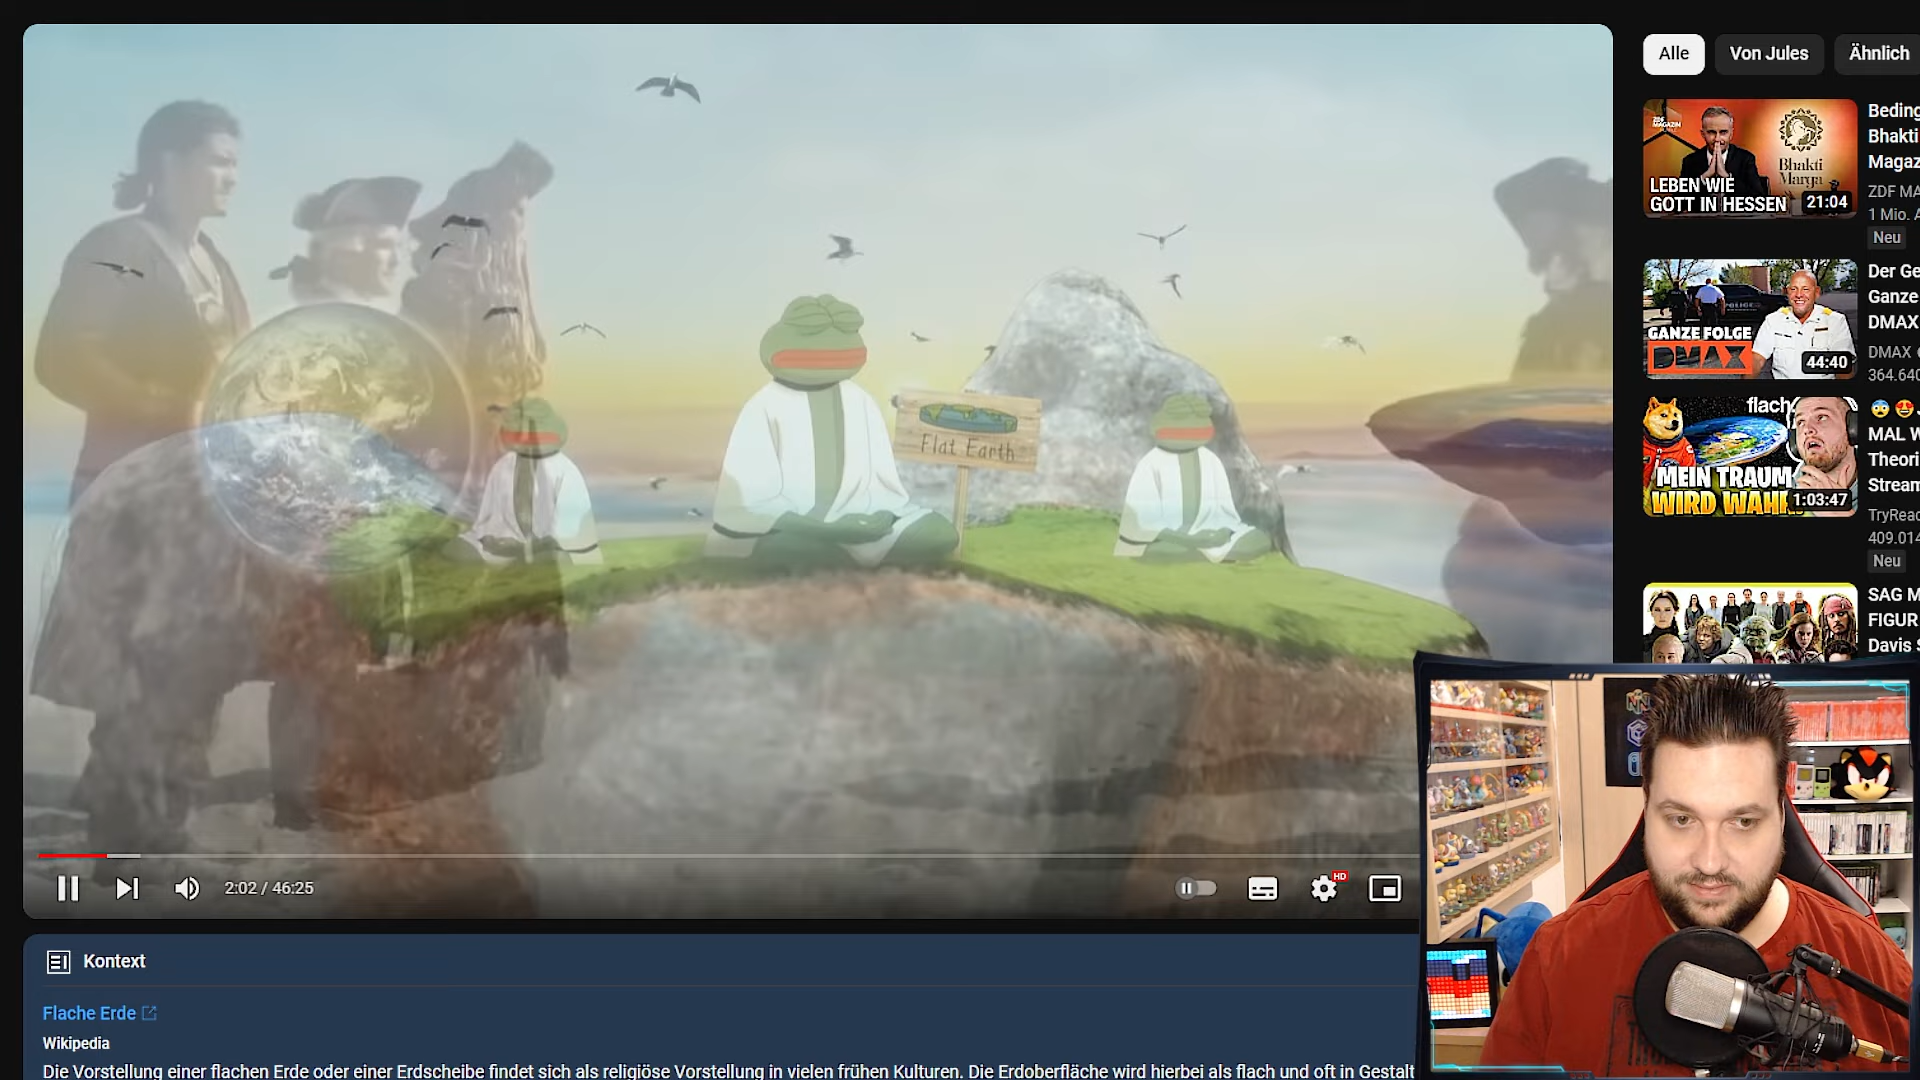 Alle
Von Jules
Ähnlich
Flat Earth
ZDF
MAGAZIN
Bhakti
Marga
LEBEN WIE
GOTT IN HESSEN
21:04
Beding
Bhakti
Magaz
ZDF MA
1 Mio. A
Neu
POLICE
GANZE FOLGE
DMAX
44:40
Der Ge
Ganze
DMAX
DMAX
364.640
flach
MEIN TRAUM
WIRD WAHR
1:03:47
MAL W
Theori
Stream
TryReac
409.014
Neu
SAG M
FIGUR
Davis S
2:02 / 46:25
HD
Kontext
Flache Erde
Wikipedia
Die Vorstellung einer flachen Erde oder einer Erdscheibe findet sich als religiöse Vorstellung in vielen frühen Kulturen. Die Erdoberfläche wird hierbei als flach und oft in Gestalt